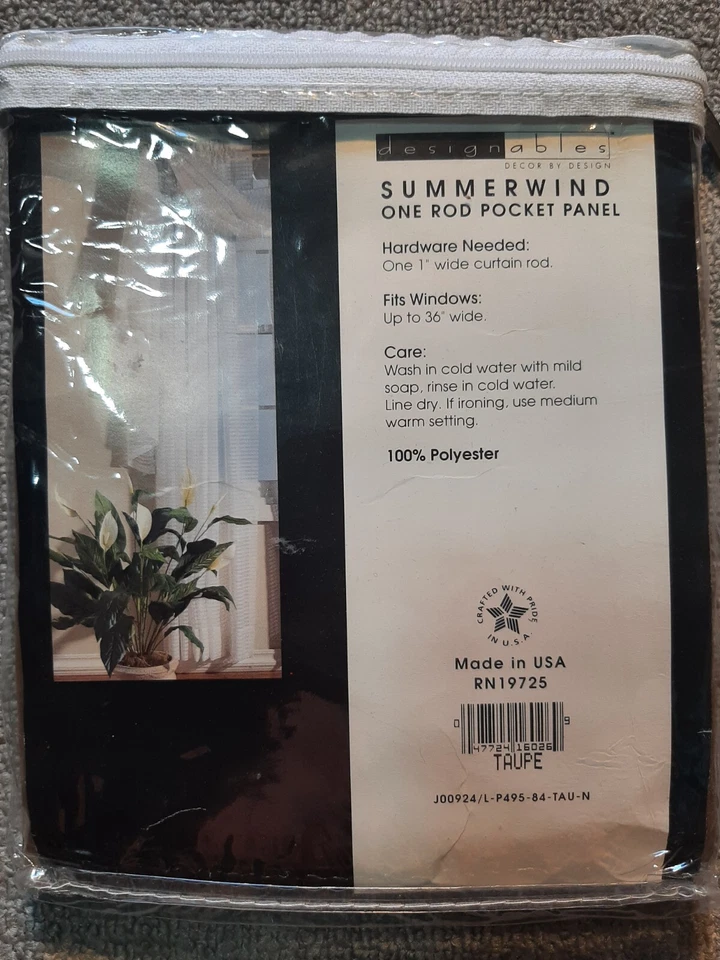 designables
DECOR BY DESIGN
SUMMERWIND
ONE ROD POCKET PANEL
Hardware Needed:
One 1" wide curtain rod.
Fits Windows:
Up to 36" wide.
Care:
Wash in cold water with mild
soap, rinse in cold water.
Line dry. If ironing, use medium
warm setting.
100% Polyester
CRAFTED WITH PRIDE
IN U.S.A.
Made in USA
RN19725
0 47724 16026 9
TAUPE
J00924/L-P495-84-TAU-N